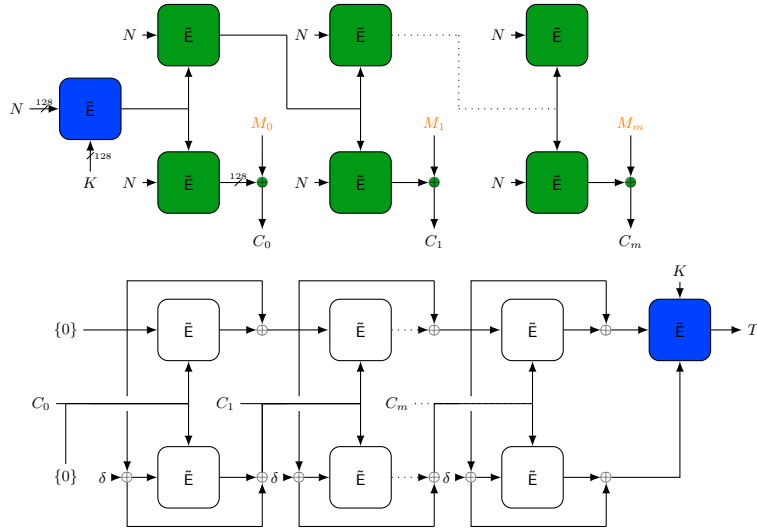 N Ẽ N Ẽ N Ẽ
N 128 Ẽ
M₀ M₁ Mₘ
128
K
N Ẽ 128 N Ẽ N Ẽ
C₀ C₁ Cₘ
K
{0} Ẽ Ẽ Ẽ Ẽ T
C₀ C₁ Cₘ
{0} δ Ẽ δ Ẽ δ Ẽ